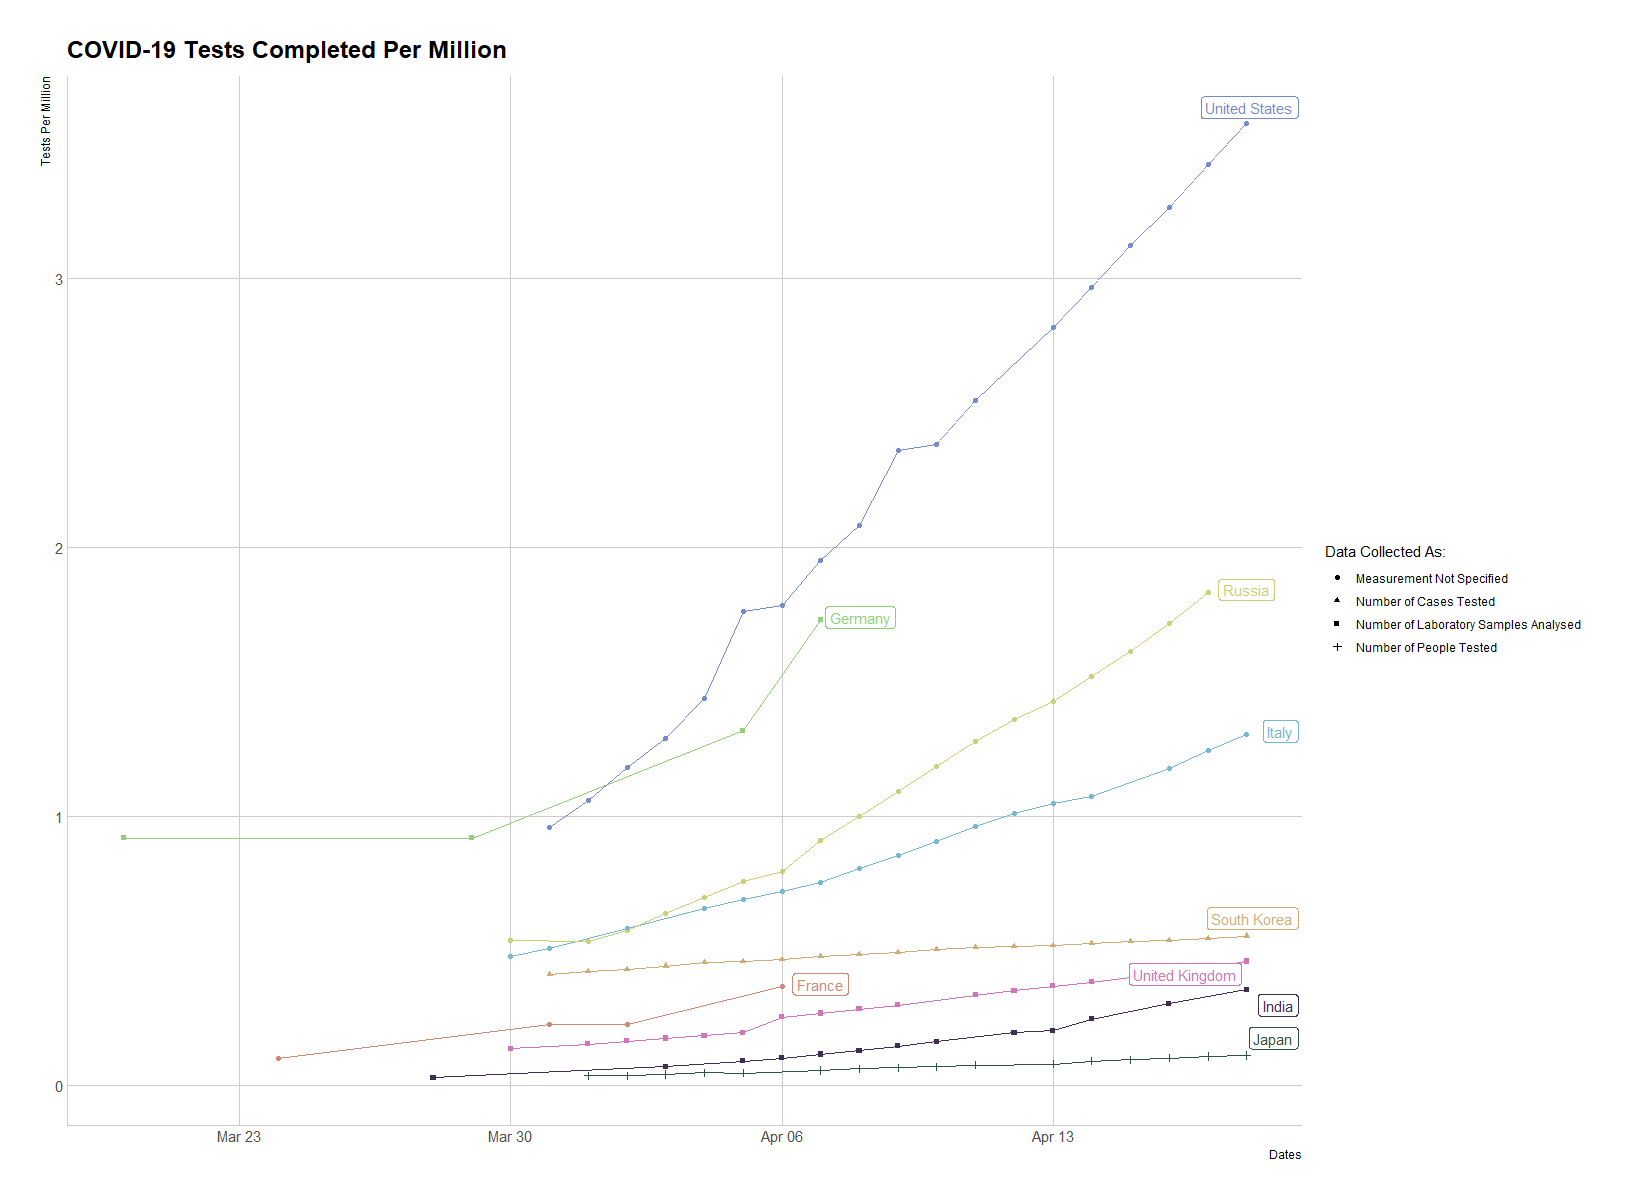 COVID-19 Tests Completed Per Million
Tests Per Million
United States
3
2
Data Collected As:
Measurement Not Specified
Number of Cases Tested
Number of Laboratory Samples Analysed
Number of People Tested
Russia
Germany
Italy
1
South Korea
United Kingdom
France
India
Japan
0
Mar 23
Mar 30
Apr 06
Apr 13
Dates